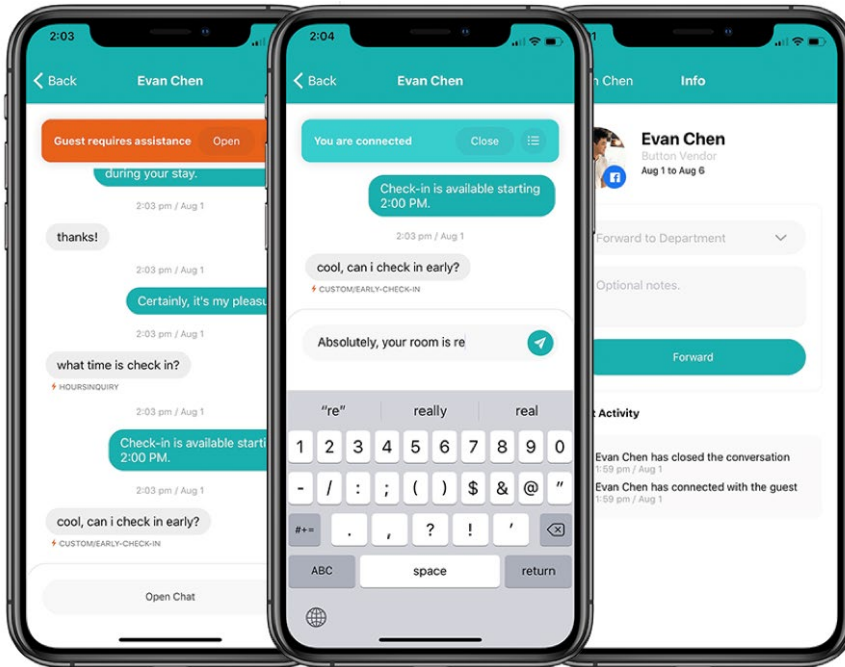 2:03
Back
Evan Chen
Guest requires assistance
Open
during your stay.
2:03 pm / Aug 1
thanks!
2:03 pm / Aug 1
Certainly, it's my
2:03 pm / Aug 1
what time is check in?
HOURSINQUIRY
2:03 pm / Aug 1
Check-in is available
2:00 PM.
2:03 pm / Aug 1
cool, can i check in early?
CUSTOM/EARLY-CHECK-IN
Open Chat
2:04
Back
Evan Chen
You are connected
Close
Check-in is available starting
2:00 PM.
2:03 pm / Aug 1
cool, can i check in early?
CUSTOM/EARLY-CHECK-IN
Absolutely, your room is re
"re" really real
1 2 3 4 5 6 7 8 9 0
- / : ; ( ) $ & @ "
#+= . , ? ! '
ABC space return
Chen
Info
Evan Chen
Button Vendor
Aug 1 to Aug 6
Forward to Department
Optional notes.
Forward
Activity
Evan Chen has closed the conversation
1:59 pm / Aug 1
Evan Chen has connected with the guest
1:59 pm / Aug 1